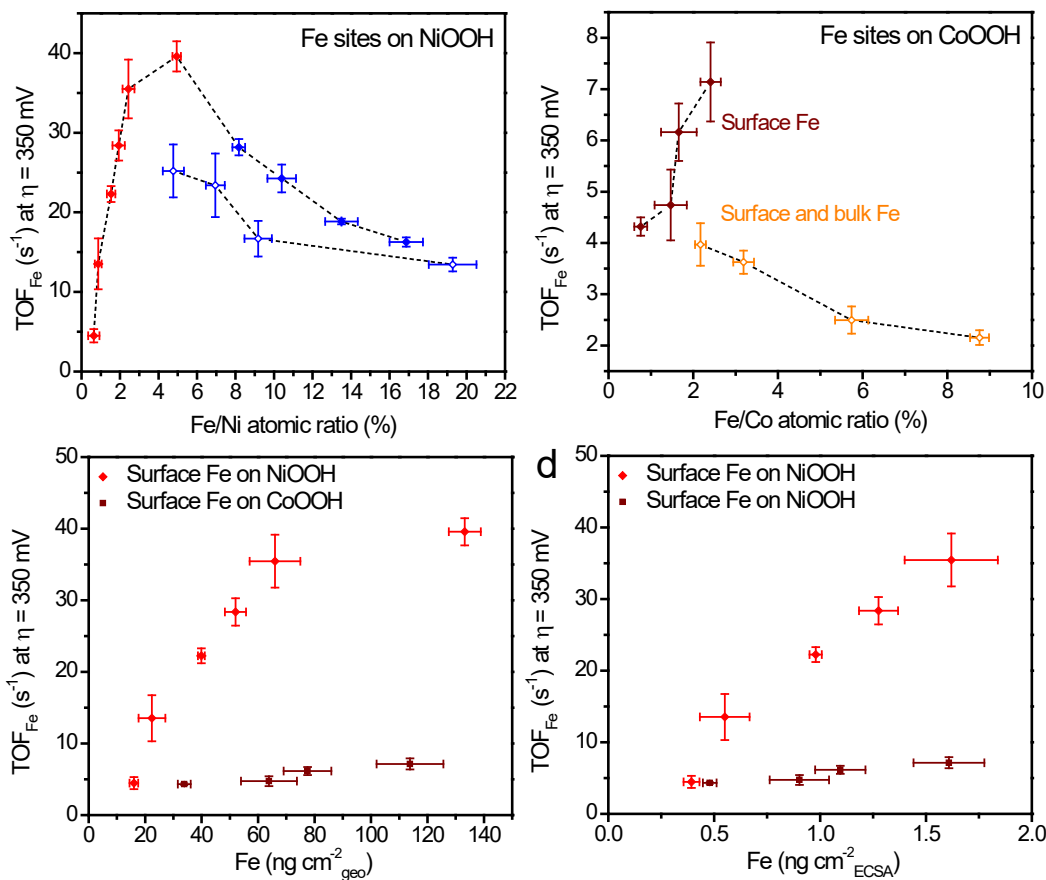 Fe sites on NiOOH
TOF_Fe (s⁻¹) at η = 350 mV
40
30
20
10
0
0 2 4 6 8 10 12 14 16 18 20 22
Fe/Ni atomic ratio (%)
Fe sites on CoOOH
Surface Fe
Surface and bulk Fe
TOF_Fe (s⁻¹) at η = 350 mV
8
7
6
5
4
3
2
0 2 4 6 8 10
Fe/Co atomic ratio (%)
Surface Fe on NiOOH
Surface Fe on CoOOH
TOF_Fe (s⁻¹) at η = 350 mV
50
40
30
20
10
0
0 20 40 60 80 100 120 140
Fe (ng cm⁻²_geo)
d
Surface Fe on NiOOH
Surface Fe on NiOOH
TOF_Fe (s⁻¹) at η = 350 mV
50
40
30
20
10
0
0.0 0.5 1.0 1.5 2.0
Fe (ng cm⁻²_ECSA)